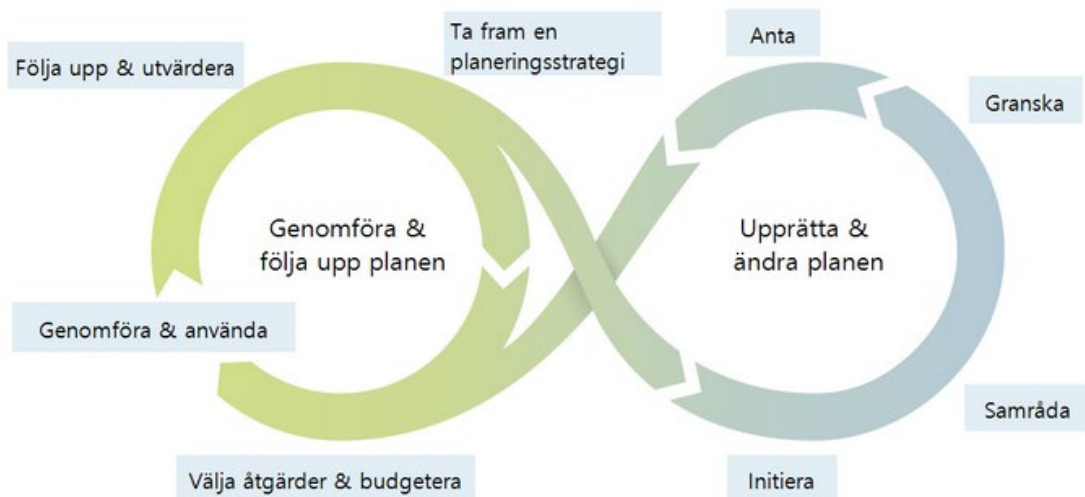 Ta fram en
planeringsstrategi
Anta
Följa upp & utvärdera
Granska
Genomföra &
följa upp planen
Upprätta &
ändra planen
Genomföra & använda
Samråda
Välja åtgärder & budgetera
Initiera